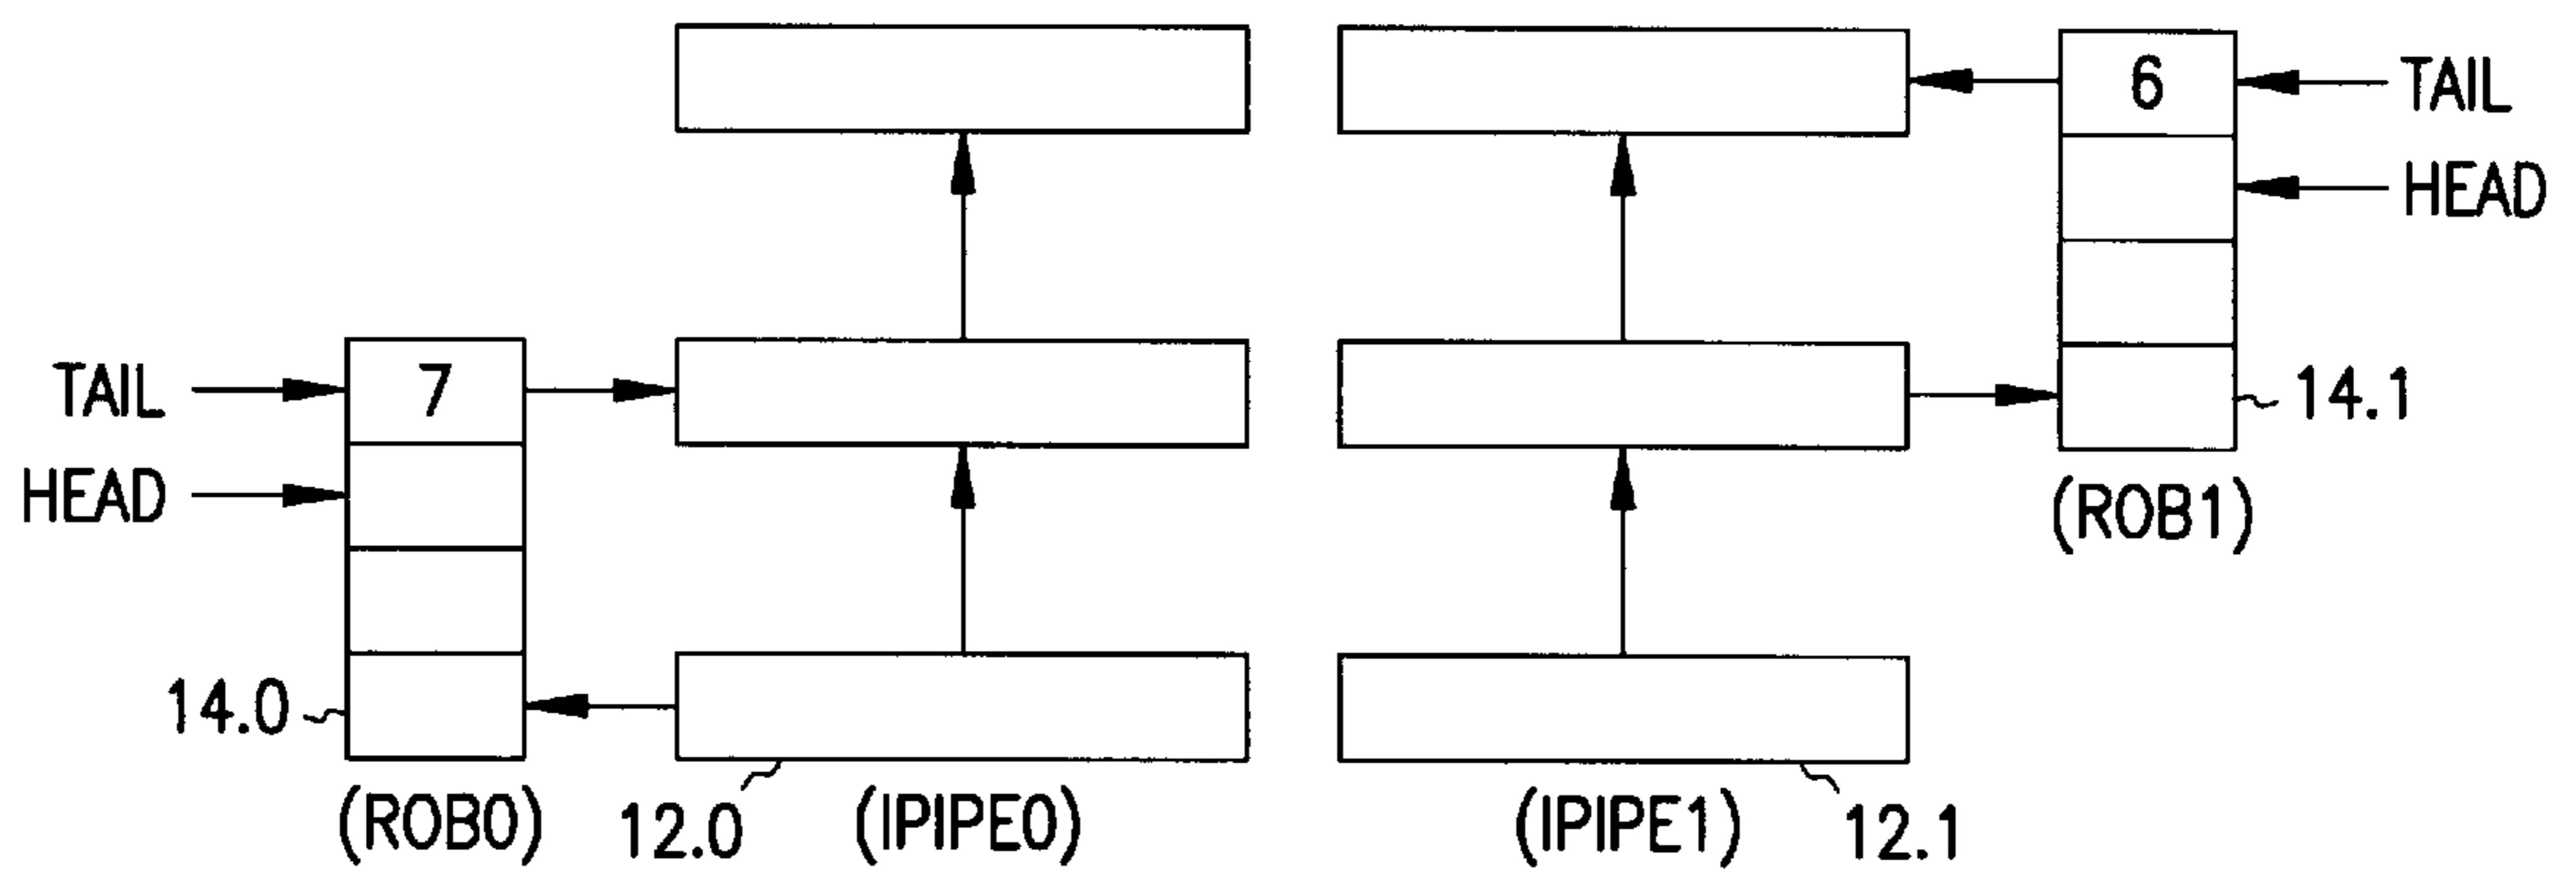 6
TAIL
HEAD
TAIL
7
14.1
HEAD
(ROB1)
14.0
(ROB0)
12.0
(IPIPE0)
(IPIPE1)
12.1